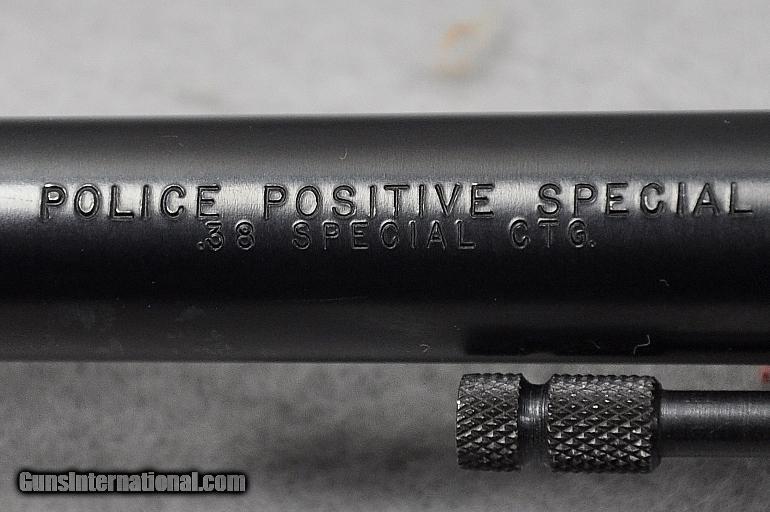 POLICE POSITIVE SPECIAL
.38 SPECIAL CTG.
GunsInternational.com